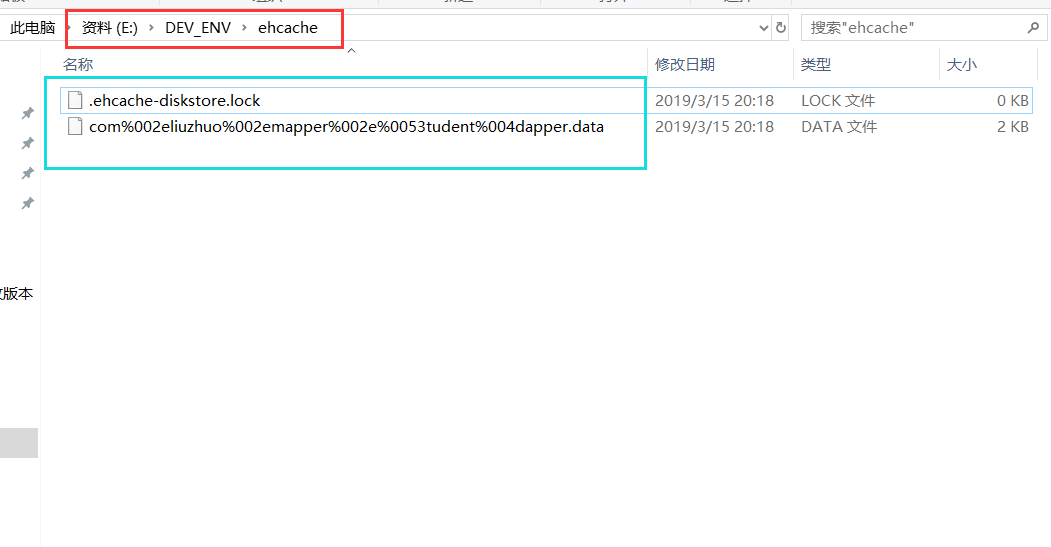 此电脑 › 资料 (E:) › DEV_ENV › ehcache
搜索"ehcache"
名称 修改日期 类型 大小
.ehcache-diskstore.lock 2019/3/15 20:18 LOCK 文件 0 KB
com%002eliuzhuo%002emapper%002e%0053tudent%004dapper.data 2019/3/15 20:18 DATA 文件 2 KB
版本